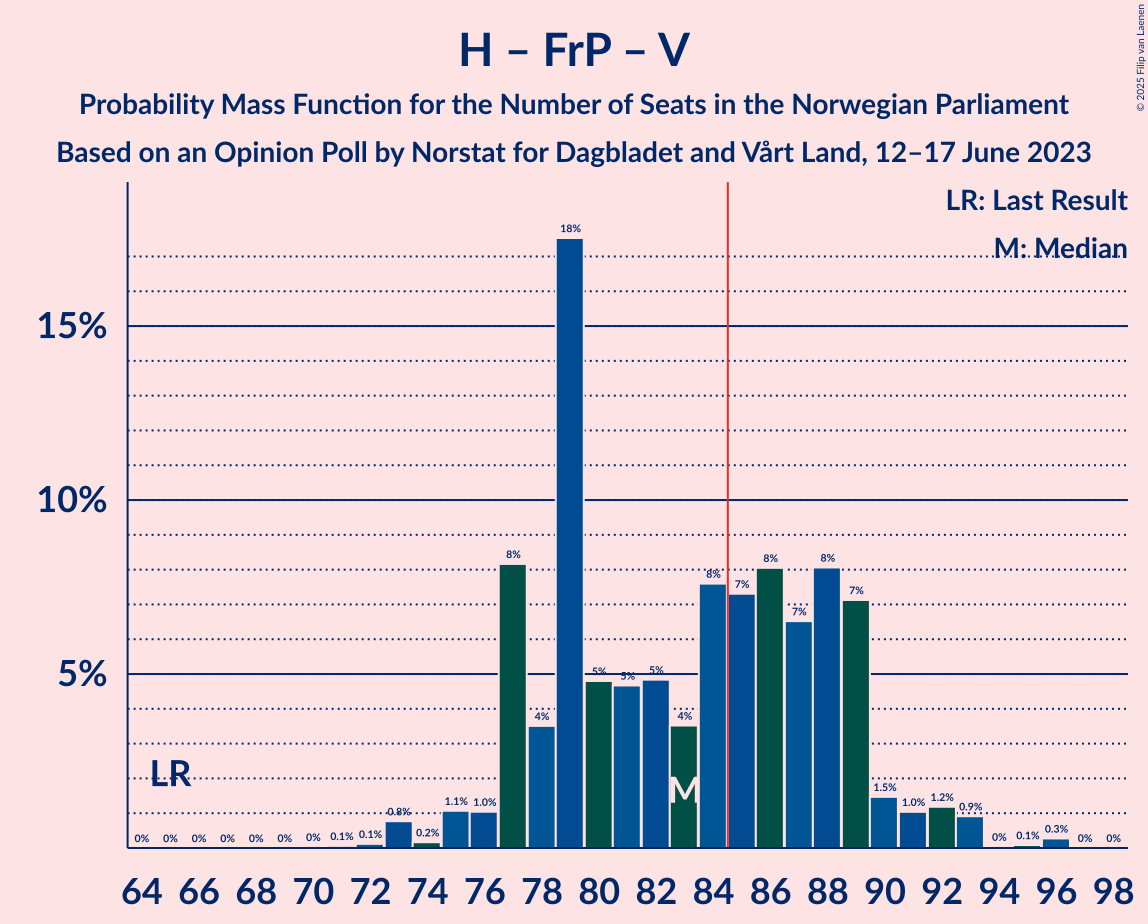 H – FrP – V
Probability Mass Function for the Number of Seats in the Norwegian Parliament
Based on an Opinion Poll by Norstat for Dagbladet and Vårt Land, 12–17 June 2023
© 2025 Filip van Laenen
LR: Last Result
M: Median
15%
10%
5%
LR
M
0% 0% 0% 0% 0% 0% 0% 0.1% 0.1% 0.8% 0.2% 1.1% 1.0% 8% 4% 18% 5% 5% 5% 4% 8% 7% 8% 7% 8% 7% 1.5% 1.0% 1.2% 0.9% 0% 0.1% 0.3% 0% 0%
64 66 68 70 72 74 76 78 80 82 84 86 88 90 92 94 96 98